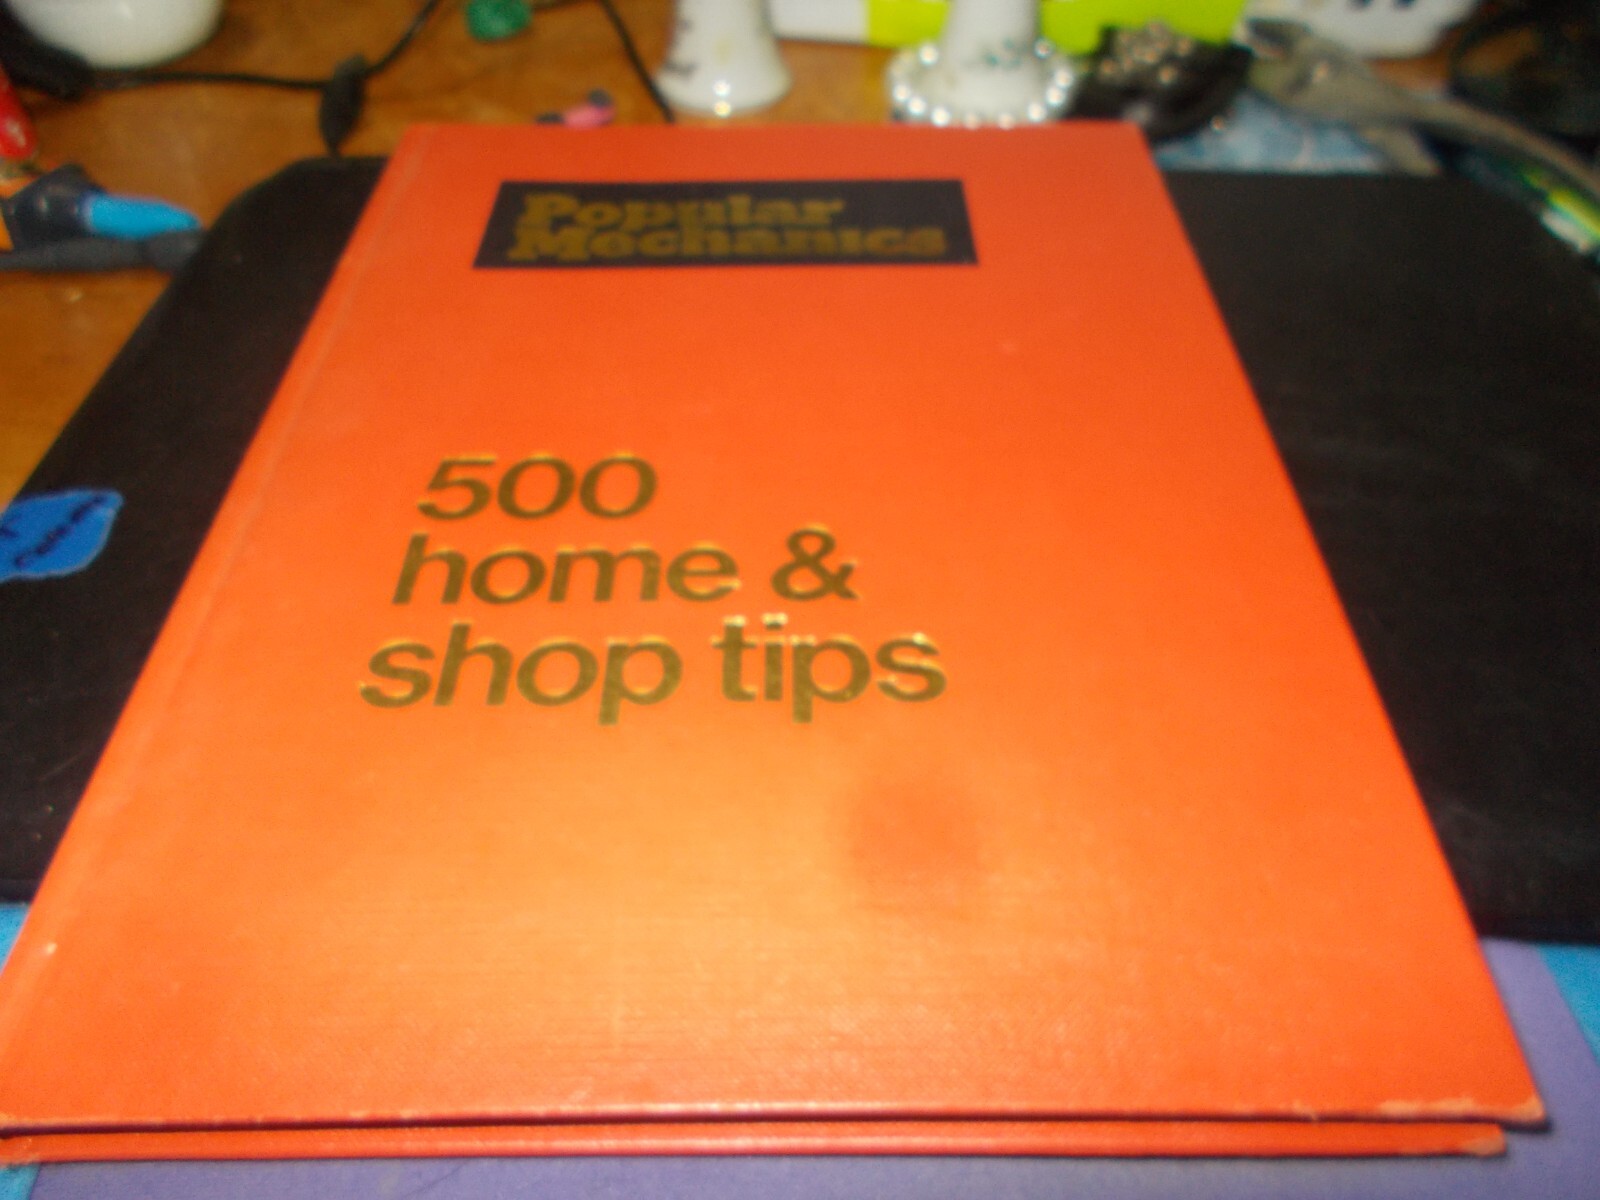 Popular
Mechanics
500
home &
shop tips